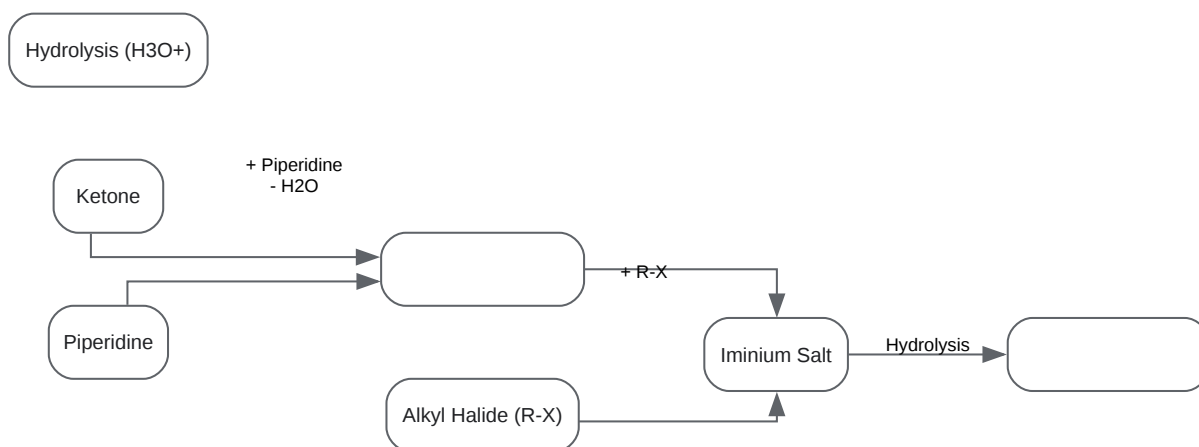 Hydrolysis (H3O+)
+ Piperidine
- H2O
Ketone
+ R-X
Piperidine
Iminium Salt
Hydrolysis
Alkyl Halide (R-X)